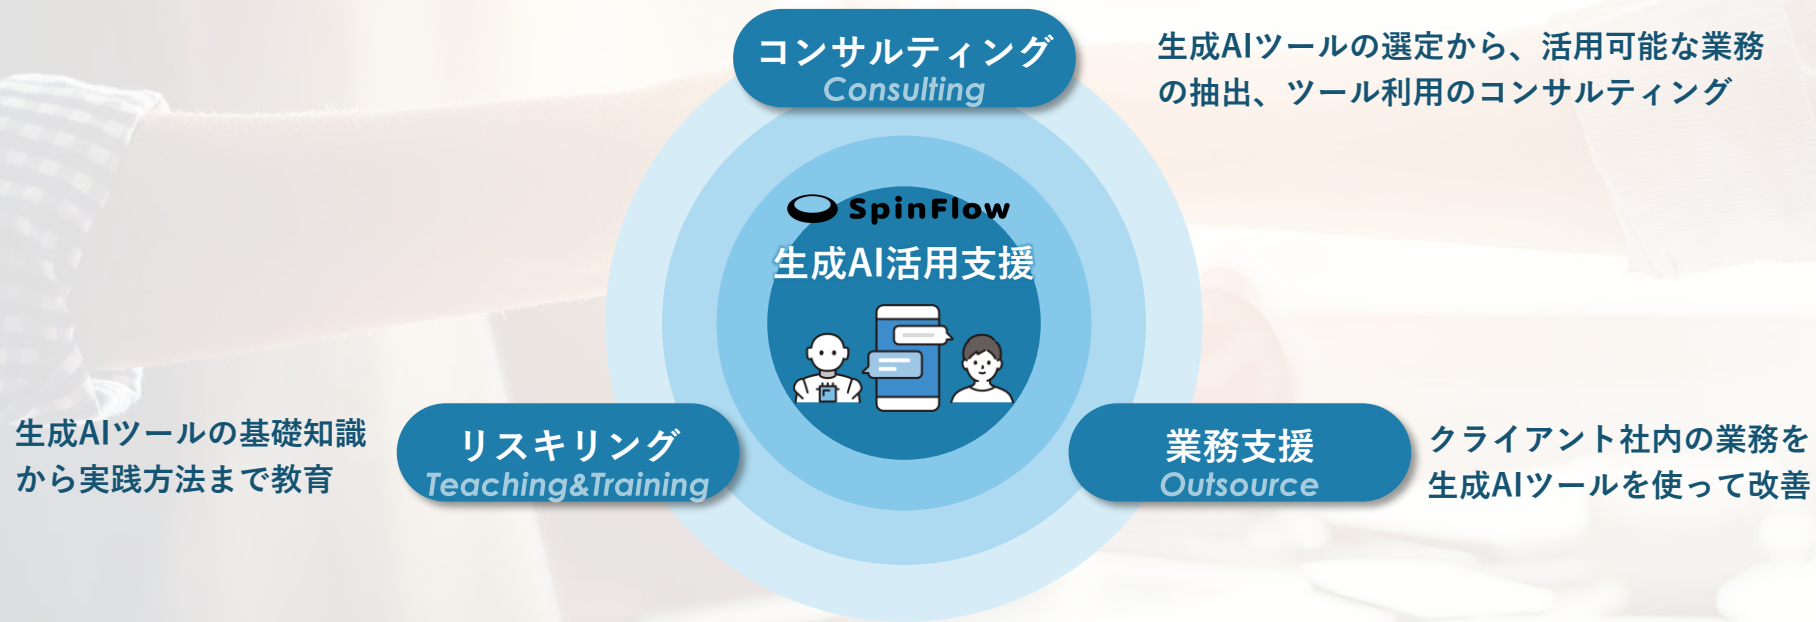 コンサルティング
Consulting
生成AIツールの選定から、活用可能な業務
の抽出、ツール利用のコンサルティング
SpinFlow
生成AI活用支援
生成AIツールの基礎知識
から実践方法まで教育
リスキリング
Teaching&Training
業務支援
Outsource
クライアント社内の業務を
生成AIツールを使って改善